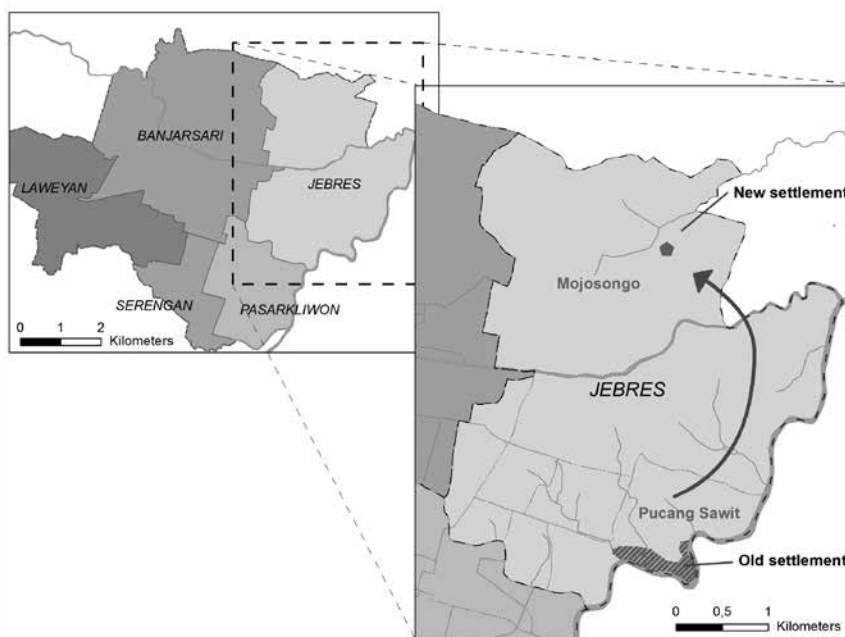 BANJARSARI
LAWEYAN
JEBRES
SERENGAN
PASARKLIWON
0 1 2
Kilometers
New settlement
Mojosongo
JEBRES
Pucang Sawit
Old settlement
0 0,5 1
Kilometers